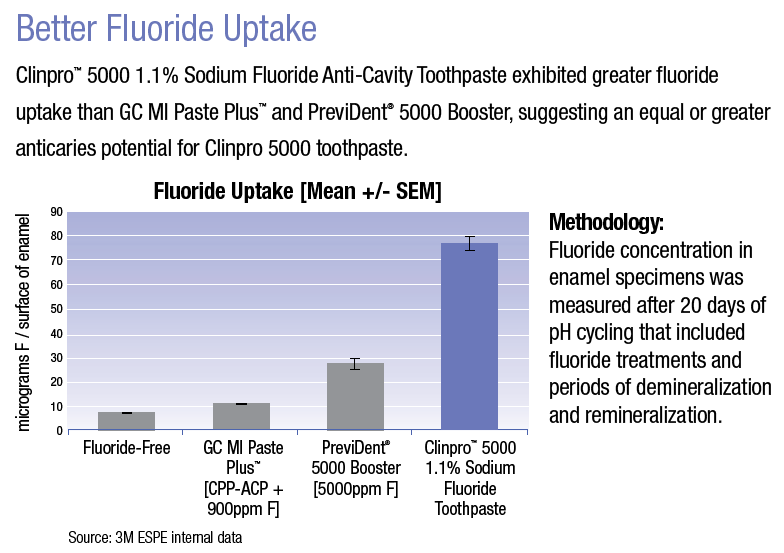 Better Fluoride Uptake
Clinpro™ 5000 1.1% Sodium Fluoride Anti-Cavity Toothpaste exhibited greater fluoride
uptake than GC MI Paste Plus™ and PreviDent® 5000 Booster, suggesting an equal or greater
anticaries potential for Clinpro 5000 toothpaste.
Fluoride Uptake [Mean +/- SEM]
micrograms F / surface of enamel
90
80
70
60
50
40
30
20
10
0
Fluoride-Free
GC MI Paste
Plus™
[CPP-ACP +
900ppm F]
PreviDent®
5000 Booster
[5000ppm F]
Clinpro™ 5000
1.1% Sodium
Fluoride
Toothpaste
Methodology:
Fluoride concentration in
enamel specimens was
measured after 20 days of
pH cycling that included
fluoride treatments and
periods of demineralization
and remineralization.
Source: 3M ESPE internal data